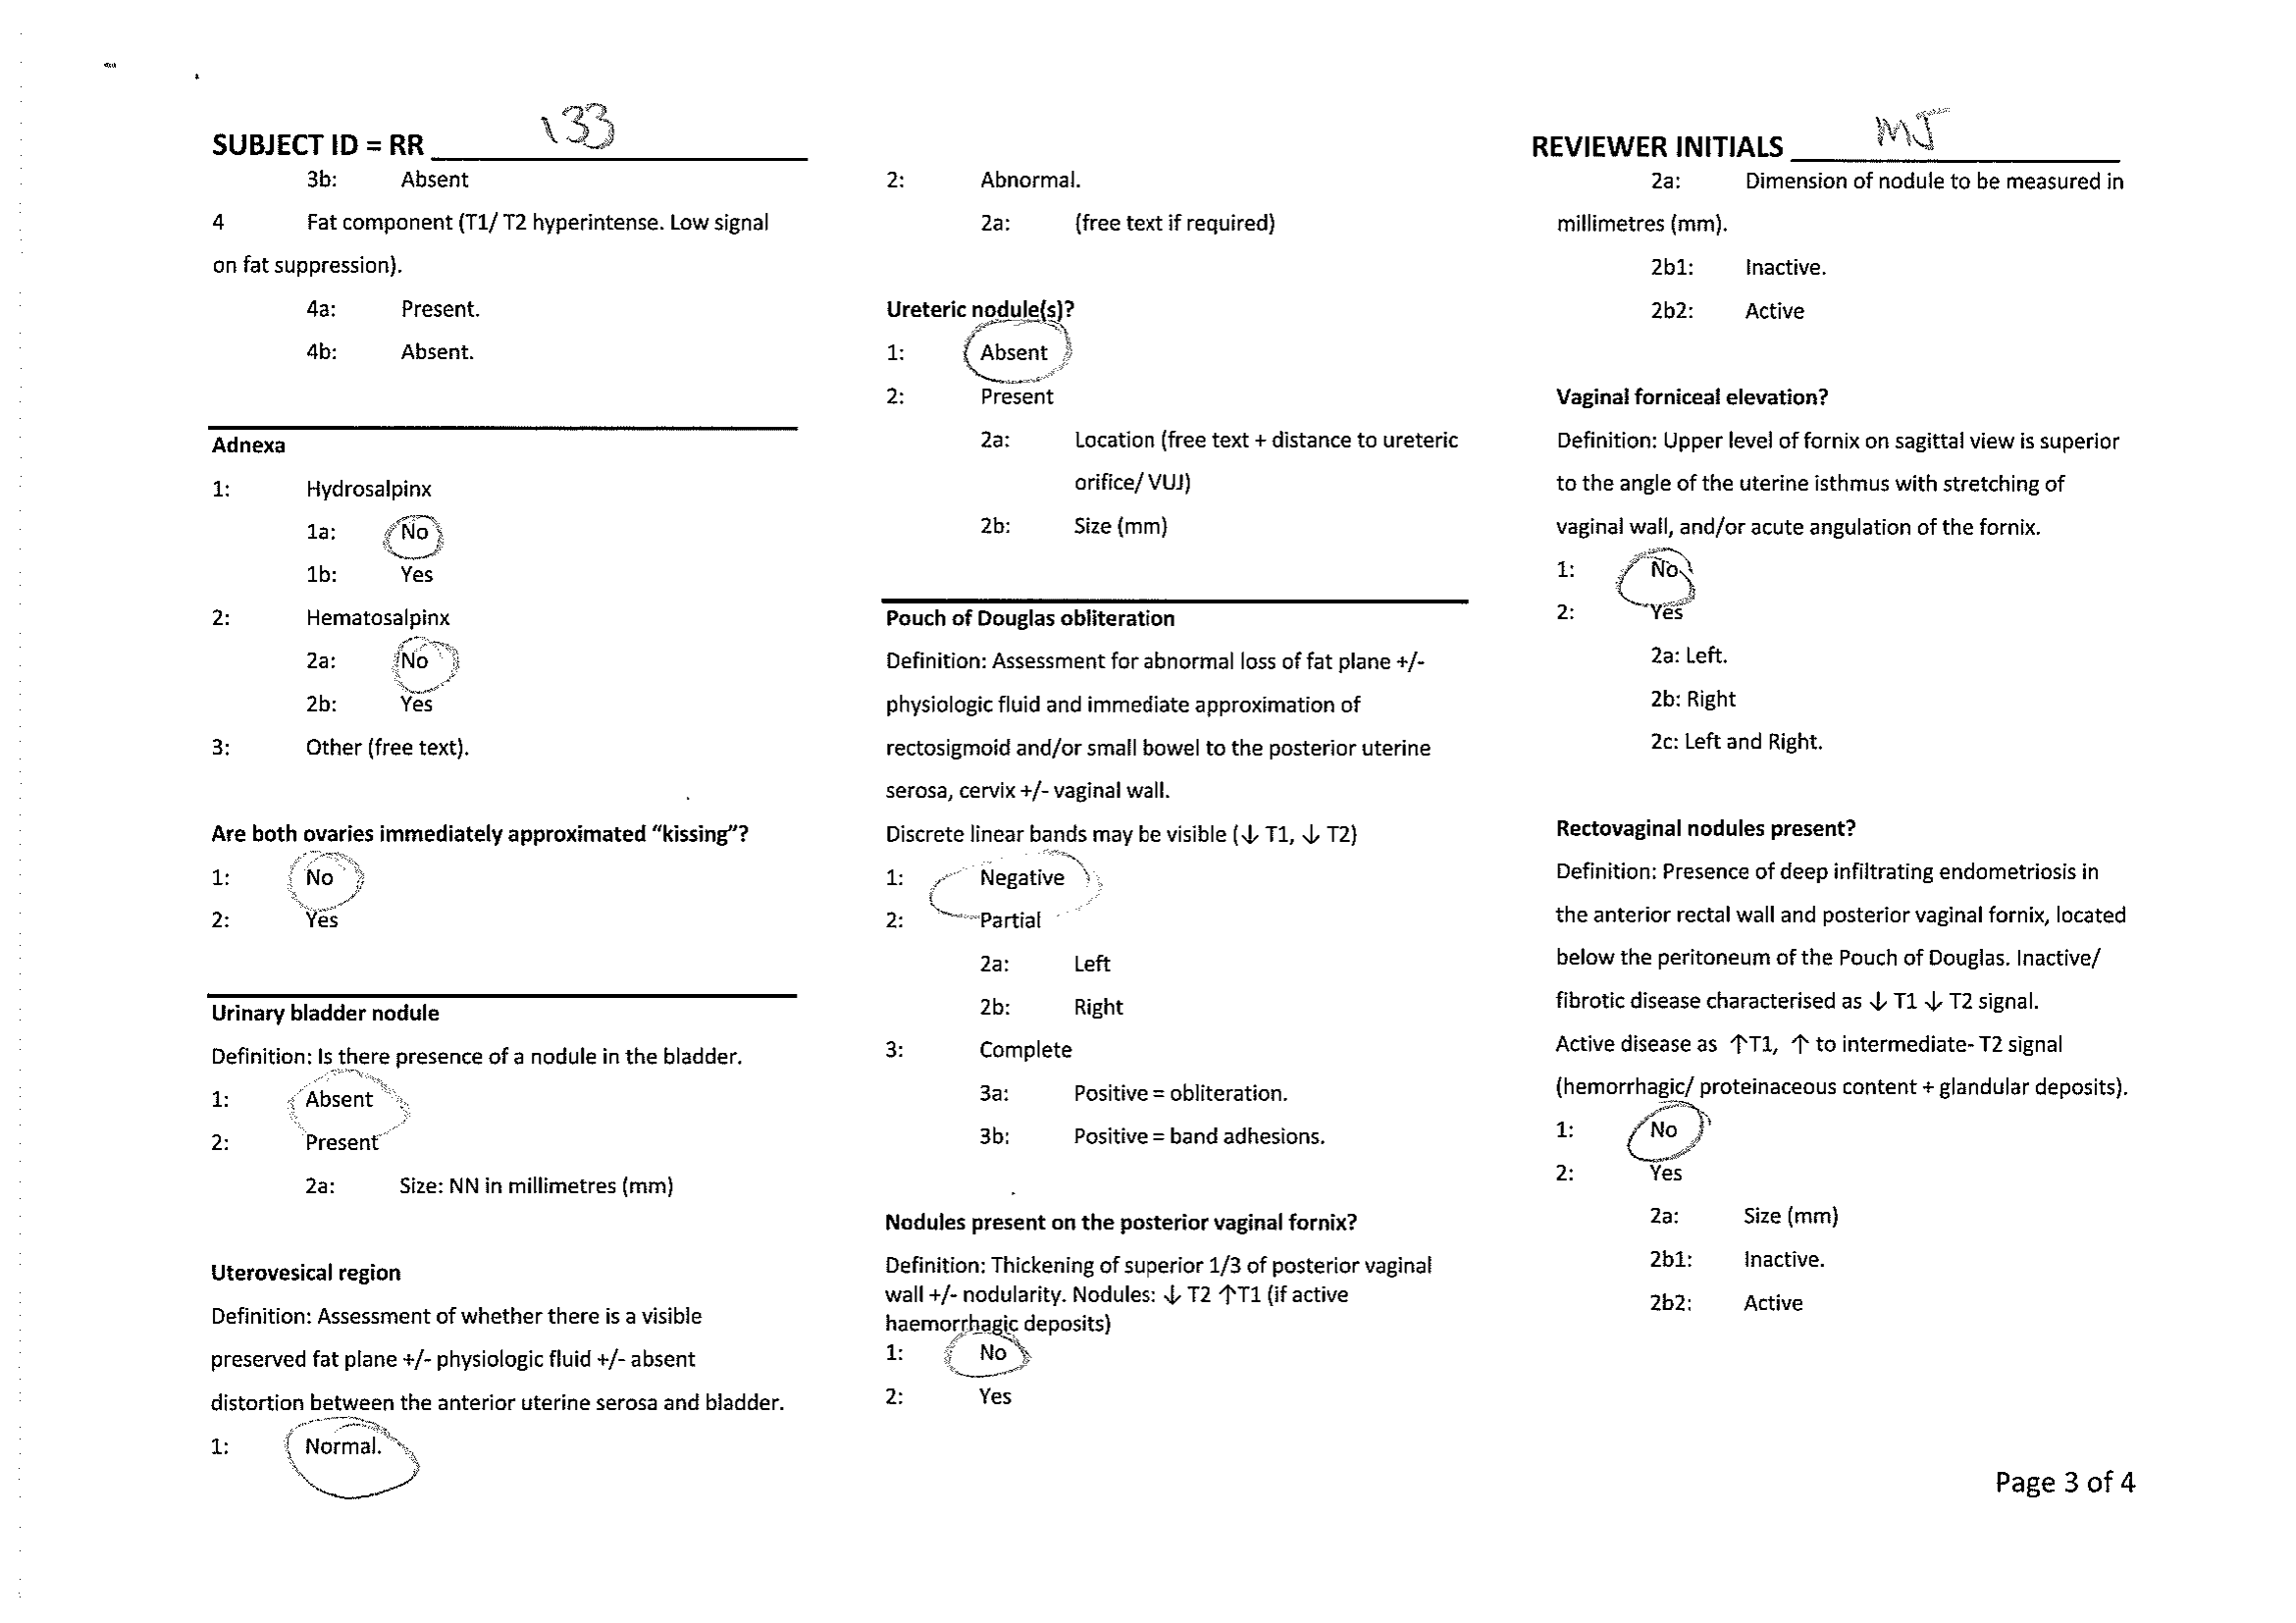 SUBJECT ID = RR 133
3b: Absent
4 Fat component (T1/ T2 hyperintense. Low signal
on fat suppression).
4a: Present.
4b: Absent.
Adnexa
1: Hydrosalpinx
1a: No
1b: Yes
2: Hematosalpinx
2a: No
2b: Yes
3: Other (free text).
Are both ovaries immediately approximated “kissing”?
1: No
2: Yes
Urinary bladder nodule
Definition: Is there presence of a nodule in the bladder.
1: Absent
2: Present
2a: Size: NN in millimetres (mm)
Uterovesical region
Definition: Assessment of whether there is a visible
preserved fat plane +/- physiologic fluid +/- absent
distortion between the anterior uterine serosa and bladder.
1: Normal.
2: Abnormal.
2a: (free text if required)
Ureteric nodule(s)?
1: Absent
2: Present
2a: Location (free text + distance to ureteric
orifice/ VUJ)
2b: Size (mm)
Pouch of Douglas obliteration
Definition: Assessment for abnormal loss of fat plane +/-
physiologic fluid and immediate approximation of
rectosigmoid and/or small bowel to the posterior uterine
serosa, cervix +/- vaginal wall.
Discrete linear bands may be visible (↓ T1, ↓ T2)
1: Negative
2: Partial
2a: Left
2b: Right
3: Complete
3a: Positive = obliteration.
3b: Positive = band adhesions.
Nodules present on the posterior vaginal fornix?
Definition: Thickening of superior 1/3 of posterior vaginal
wall +/- nodularity. Nodules: ↓ T2 ↑T1 (if active
haemorrhagic deposits)
1: No
2: Yes
REVIEWER INITIALS MJ
2a: Dimension of nodule to be measured in
millimetres (mm).
2b1: Inactive.
2b2: Active
Vaginal forniceal elevation?
Definition: Upper level of fornix on sagittal view is superior
to the angle of the uterine isthmus with stretching of
vaginal wall, and/or acute angulation of the fornix.
1: No
2: Yes
2a: Left.
2b: Right
2c: Left and Right.
Rectovaginal nodules present?
Definition: Presence of deep infiltrating endometriosis in
the anterior rectal wall and posterior vaginal fornix, located
below the peritoneum of the Pouch of Douglas. Inactive/
fibrotic disease characterised as ↓ T1 ↓ T2 signal.
Active disease as ↑T1, ↑ to intermediate- T2 signal
(hemorrhagic/ proteinaceous content + glandular deposits).
1: No
2: Yes
2a: Size (mm)
2b1: Inactive.
2b2: Active
Page 3 of 4